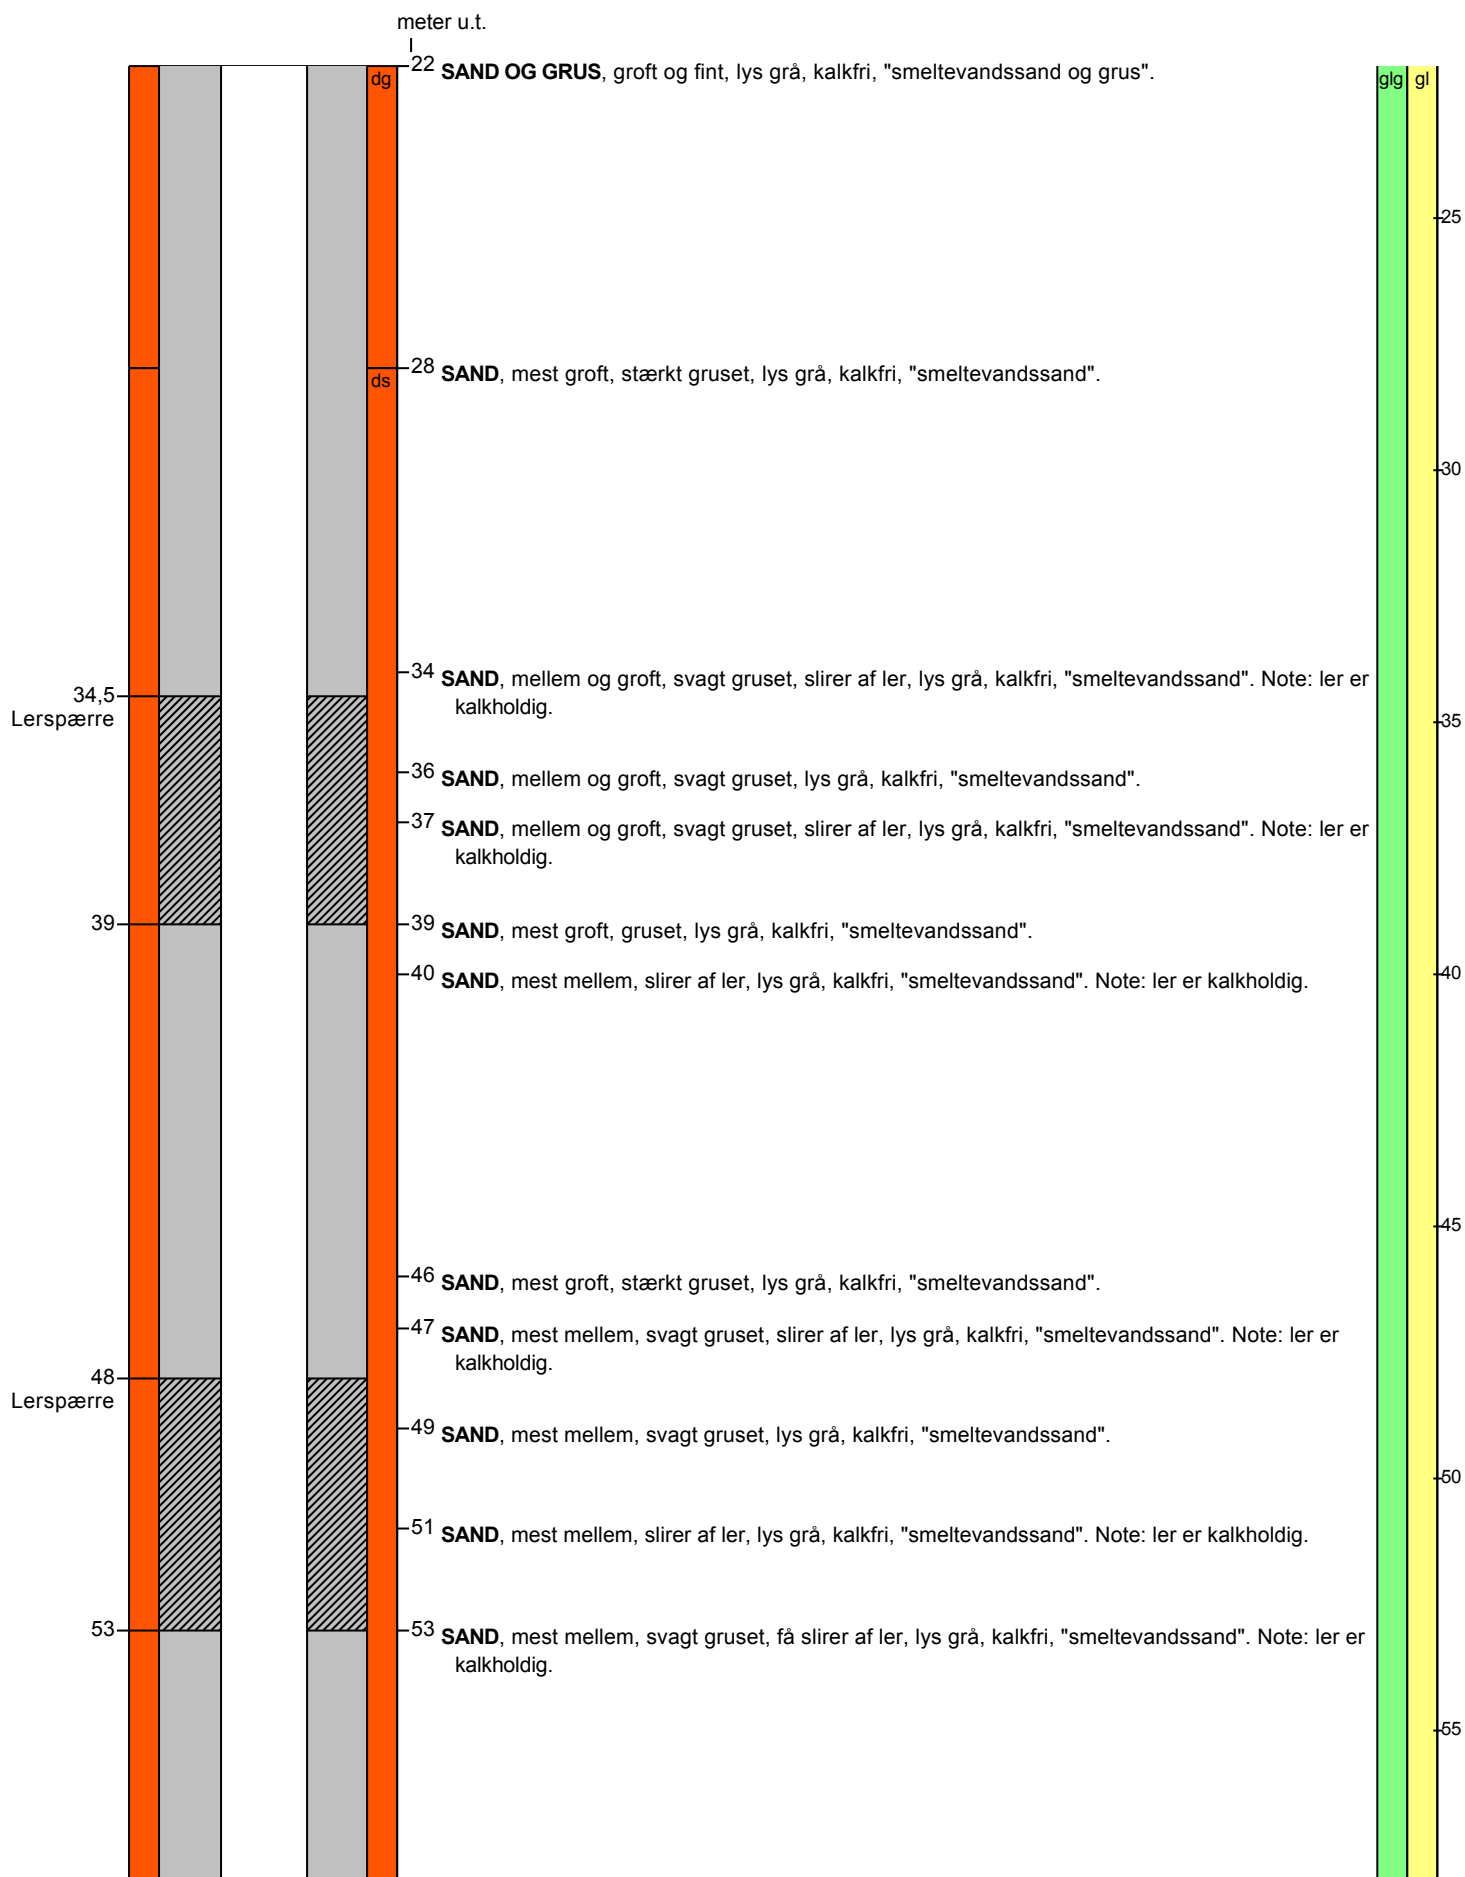 meter u.t.
22 SAND OG GRUS, groft og fint, lys grå, kalkfri, "smeltevandssand og grus".
dg
glg gl
25
28 SAND, mest groft, stærkt gruset, lys grå, kalkfri, "smeltevandssand".
ds
30
34 SAND, mellem og groft, svagt gruset, slirer af ler, lys grå, kalkfri, "smeltevandssand". Note: ler er
kalkholdig.
34,5
Lerspærre
35
36 SAND, mellem og groft, svagt gruset, lys grå, kalkfri, "smeltevandssand".
37 SAND, mellem og groft, svagt gruset, slirer af ler, lys grå, kalkfri, "smeltevandssand". Note: ler er
kalkholdig.
39
39 SAND, mest groft, gruset, lys grå, kalkfri, "smeltevandssand".
40 SAND, mest mellem, slirer af ler, lys grå, kalkfri, "smeltevandssand". Note: ler er kalkholdig.
40
45
46 SAND, mest groft, stærkt gruset, lys grå, kalkfri, "smeltevandssand".
47 SAND, mest mellem, svagt gruset, slirer af ler, lys grå, kalkfri, "smeltevandssand". Note: ler er
kalkholdig.
48
Lerspærre
49 SAND, mest mellem, svagt gruset, lys grå, kalkfri, "smeltevandssand".
50
51 SAND, mest mellem, slirer af ler, lys grå, kalkfri, "smeltevandssand". Note: ler er kalkholdig.
53
53 SAND, mest mellem, svagt gruset, få slirer af ler, lys grå, kalkfri, "smeltevandssand". Note: ler er
kalkholdig.
55